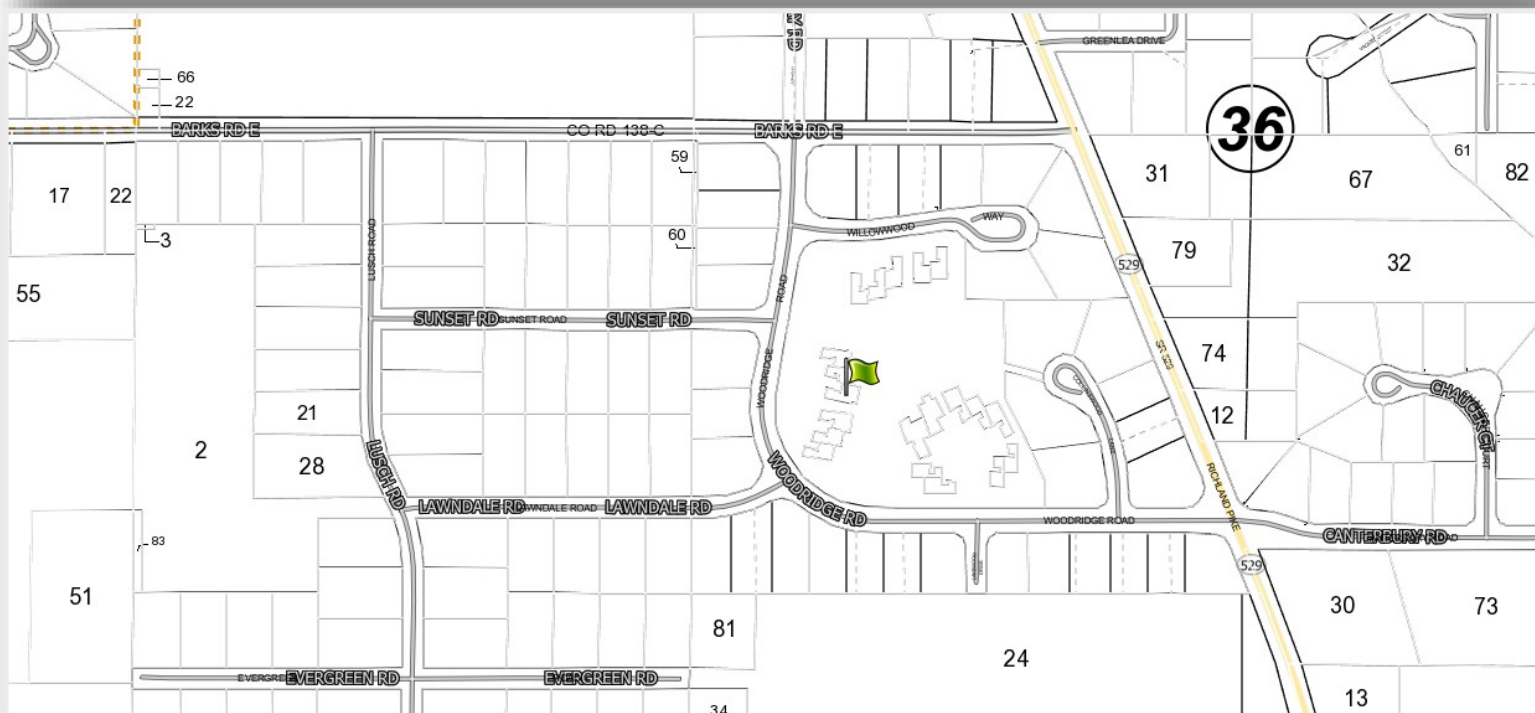 GREENLEA DRIVE
66
22
36
BARKS RD E
CO RD 138-C
BARKS RD E
59
61
17
22
31
67
82
3
60
WAY
WILLOWWOOD
79
32
529
LUSCH ROAD
55
ROAD
SUNSET RD
SUNSET ROAD
SUNSET RD
74
SR 529
WOODRIDGE
21
12
CHAUCER CT
2
28
LUSCH RD
WOODRIDGE RD
RICHLAND PIKE
LAWNDALE RD
LAWNDALE ROAD
LAWNDALE RD
WOODRIDGE ROAD
CANTERBURY RD
83
529
51
30
73
81
24
EVERGREEN RD
EVERGREEN RD
13
34